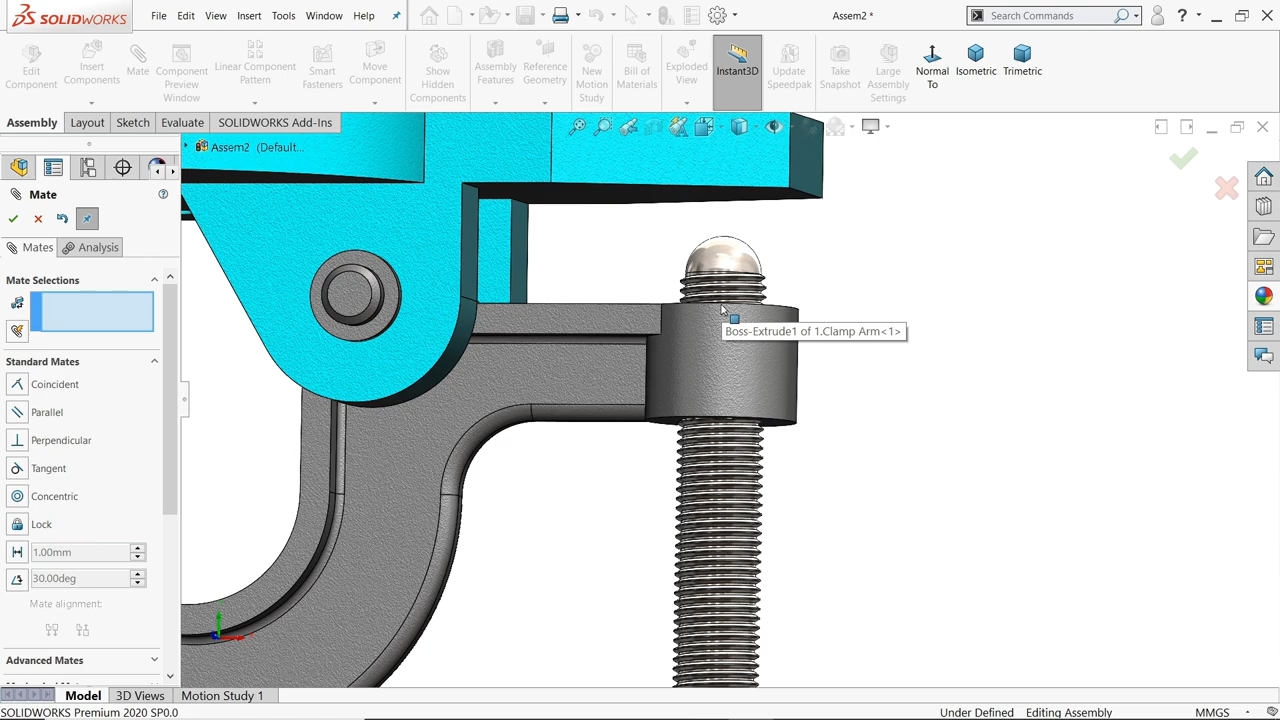 SOLIDWORKS
File Edit View Insert Tools Window Help
Assem2 *
Search Commands
Edit Component
Insert Components
Mate
Component Preview Window
Linear Component Pattern
Smart Fasteners
Move Component
Show Hidden Components
Assembly Features
Reference Geometry
New Motion Study
Bill of Materials
Exploded View
Instant3D
Update Speedpak
Take Snapshot
Large Assembly Settings
Normal To
Isometric
Trimetric
Assembly Layout Sketch Evaluate SOLIDWORKS Add-Ins
Assem2 (Default...
Mate
Mates Analysis
Mate Selections
Boss-Extrude1 of 1.Clamp Arm<1>
Standard Mates
Coincident
Parallel
Perpendicular
Tangent
Concentric
Lock
1.00mm
30.00deg
Mate alignment:
Advanced Mates
Model 3D Views Motion Study 1
SOLIDWORKS Premium 2020 SP0.0
Under Defined Editing Assembly MMGS